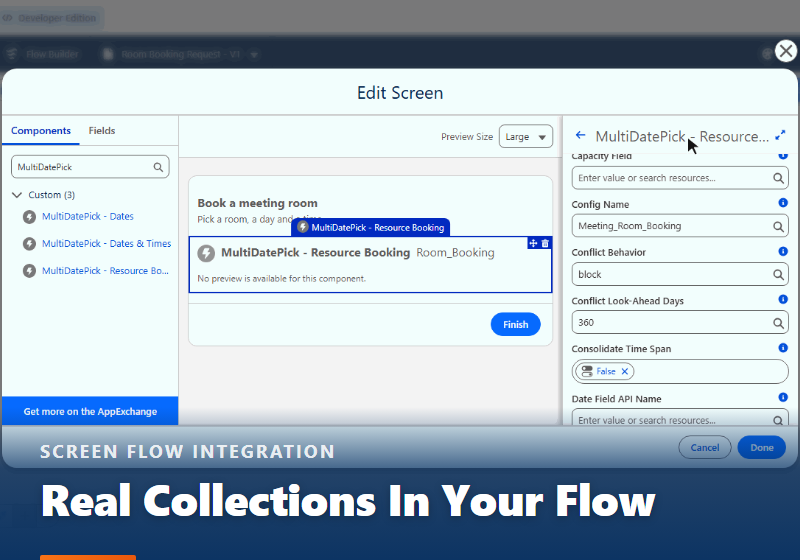 Developer Edition
Flow Builder
Room Booking Request - V1
Edit Screen
Components
Fields
MultiDatePick
Custom (3)
MultiDatePick - Dates
MultiDatePick - Dates & Times
MultiDatePick - Resource Bo...
Get more on the AppExchange
Preview Size
Large
Book a meeting room
Pick a room, a day and a time
MultiDatePick - Resource Booking
MultiDatePick - Resource Booking Room_Booking
No preview is available for this component.
Finish
MultiDatePick - Resource...
Capacity Field
Enter value or search resources...
Config Name
Meeting_Room_Booking
Conflict Behavior
block
Conflict Look-Ahead Days
360
Consolidate Time Span
False
Date Field API Name
Enter value or search resources...
Cancel
Done
SCREEN FLOW INTEGRATION
Real Collections In Your Flow